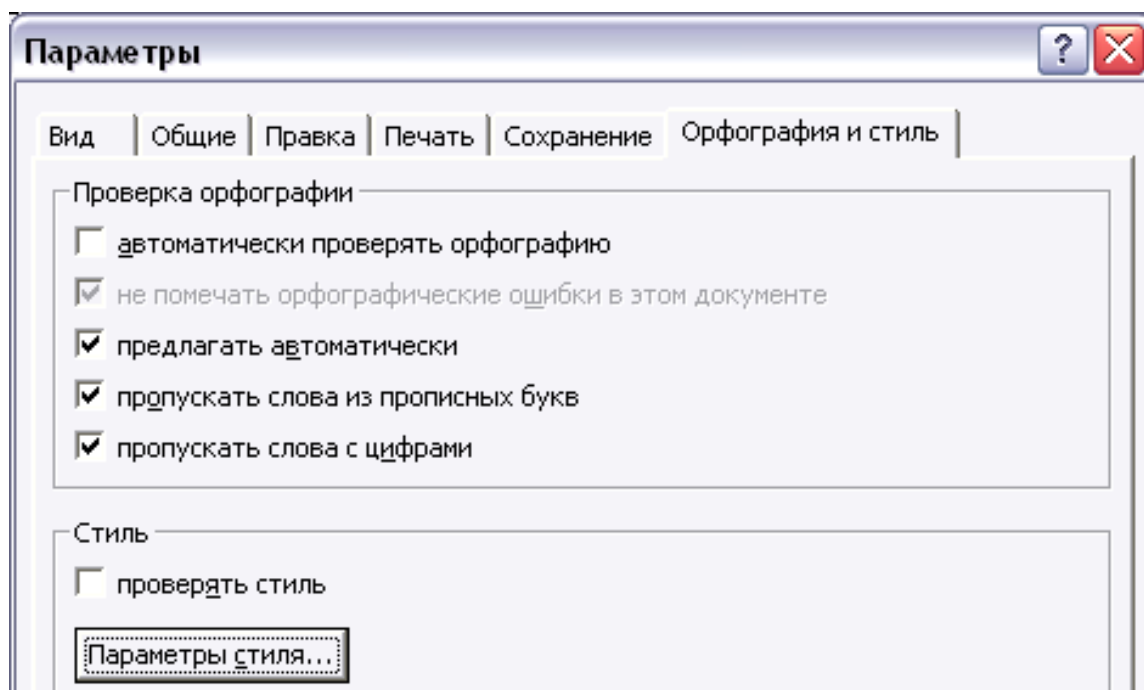 Параметры
Вид Общие Правка Печать Сохранение Орфография и стиль
Проверка орфографии
автоматически проверять орфографию
не помечать орфографические ошибки в этом документе
предлагать автоматически
пропускать слова из прописных букв
пропускать слова с цифрами
Стиль
проверять стиль
Параметры стиля...